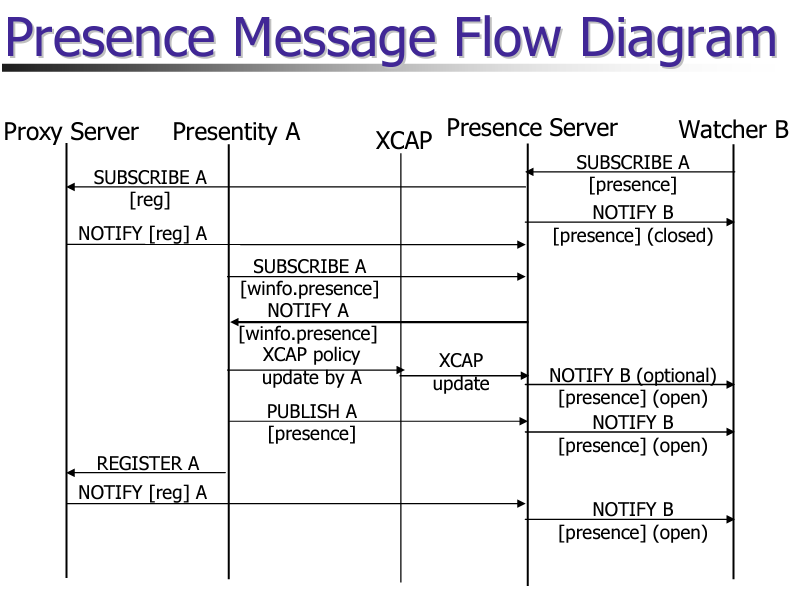 Presence Message Flow Diagram
Proxy Server
Presentity A
XCAP
Presence Server
Watcher B
SUBSCRIBE A
[presence]
SUBSCRIBE A
[reg]
NOTIFY B
[presence] (closed)
NOTIFY [reg] A
SUBSCRIBE A
[winfo.presence]
NOTIFY A
[winfo.presence]
XCAP policy
update by A
XCAP
update
NOTIFY B (optional)
[presence] (open)
PUBLISH A
[presence]
NOTIFY B
[presence] (open)
REGISTER A
NOTIFY [reg] A
NOTIFY B
[presence] (open)